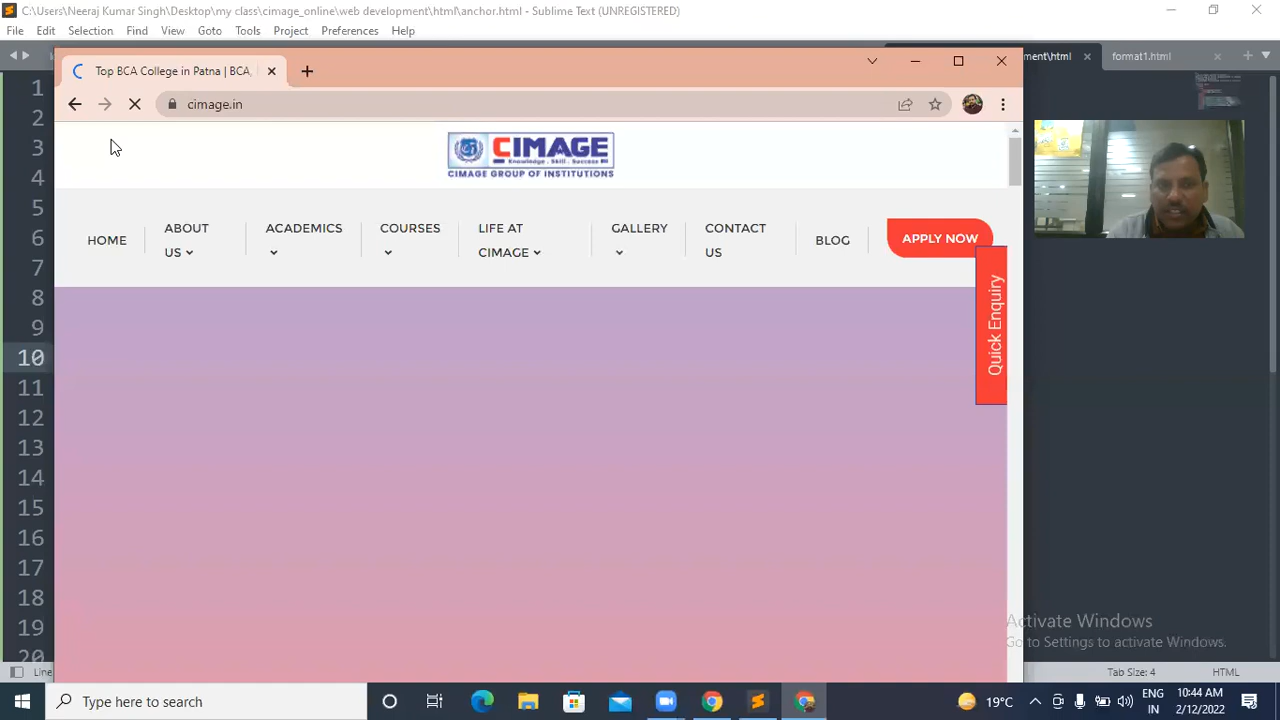 C:\Users\Neeraj Kumar Singh\Desktop\my class\cimage_online\web development\html\anchor.html - Sublime Text (UNREGISTERED)
File Edit Selection Find View Goto Tools Project Preferences Help
Top BCA College in Patna | BCA,
ment\html
format1.html
cimage.in
CIMAGE
Knowledge . Skill . Success
CIMAGE GROUP OF INSTITUTIONS
HOME
ABOUT US
ACADEMICS
COURSES
LIFE AT CIMAGE
GALLERY
CONTACT US
BLOG
APPLY NOW
Quick Enquiry
1
2
3
4
5
6
7
8
9
10
11
12
13
14
15
16
17
18
19
20
Activate Windows
Go to Settings to activate Windows.
Line
Tab Size: 4
HTML
Type here to search
19°C
ENG
IN
10:44 AM
2/12/2022